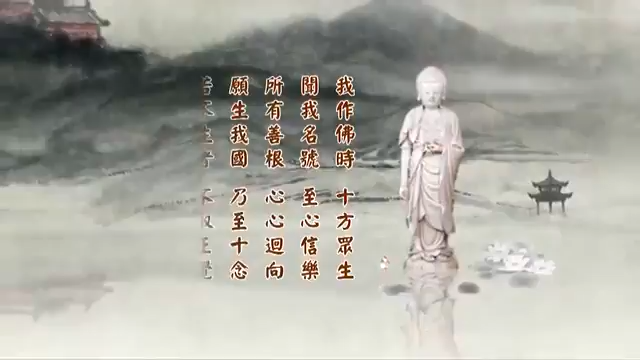 我作佛時 十方眾生
聞我名號 至心信樂
所有善根 心心迴向
願生我國 乃至十念